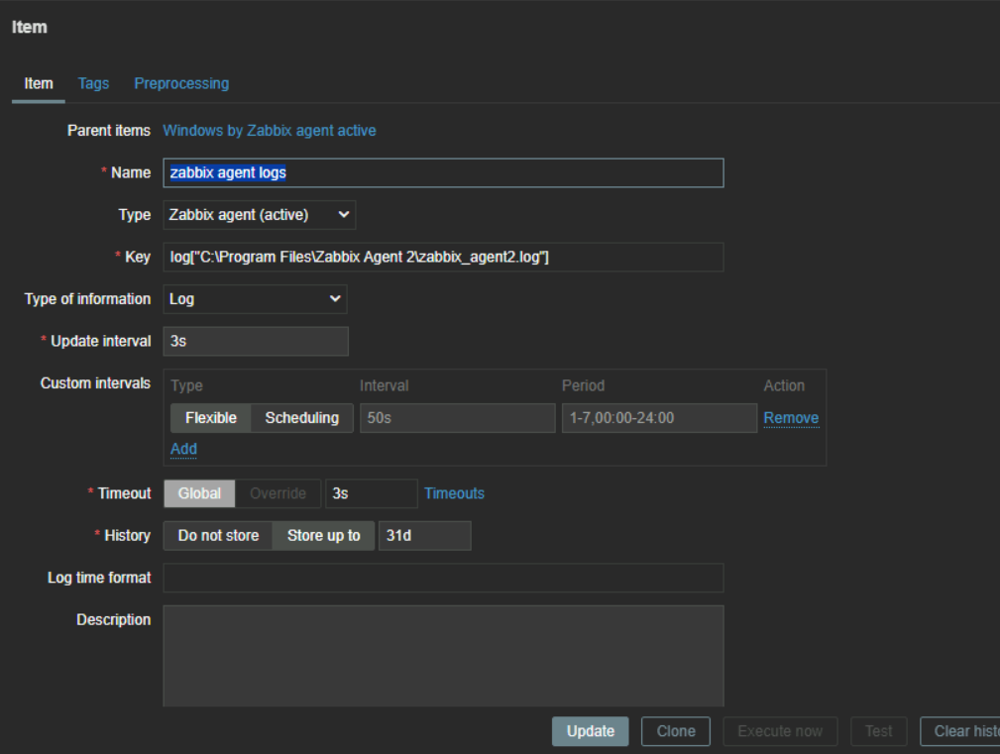 Item
Item Tags Preprocessing
Parent items Windows by Zabbix agent active
* Name zabbix agent logs
Type Zabbix agent (active)
* Key log["C:\Program Files\Zabbix Agent 2\zabbix_agent2.log"]
Type of information Log
* Update interval 3s
Custom intervals Type Interval Period Action
Flexible Scheduling 50s 1-7,00:00-24:00 Remove
Add
* Timeout Global Override 3s Timeouts
* History Do not store Store up to 31d
Log time format
Description
Update Clone Execute now Test Clear histo